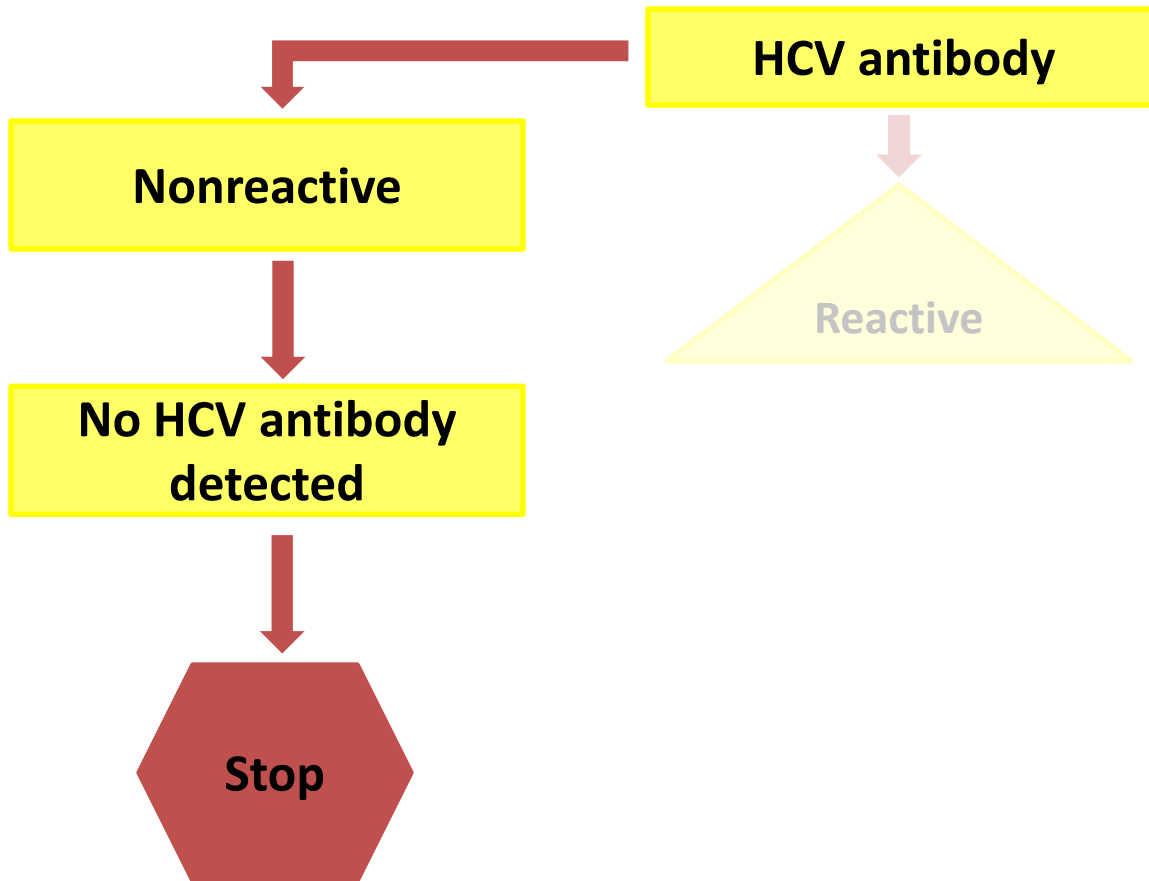 HCV antibody
Nonreactive
Reactive
No HCV antibody
detected
Stop